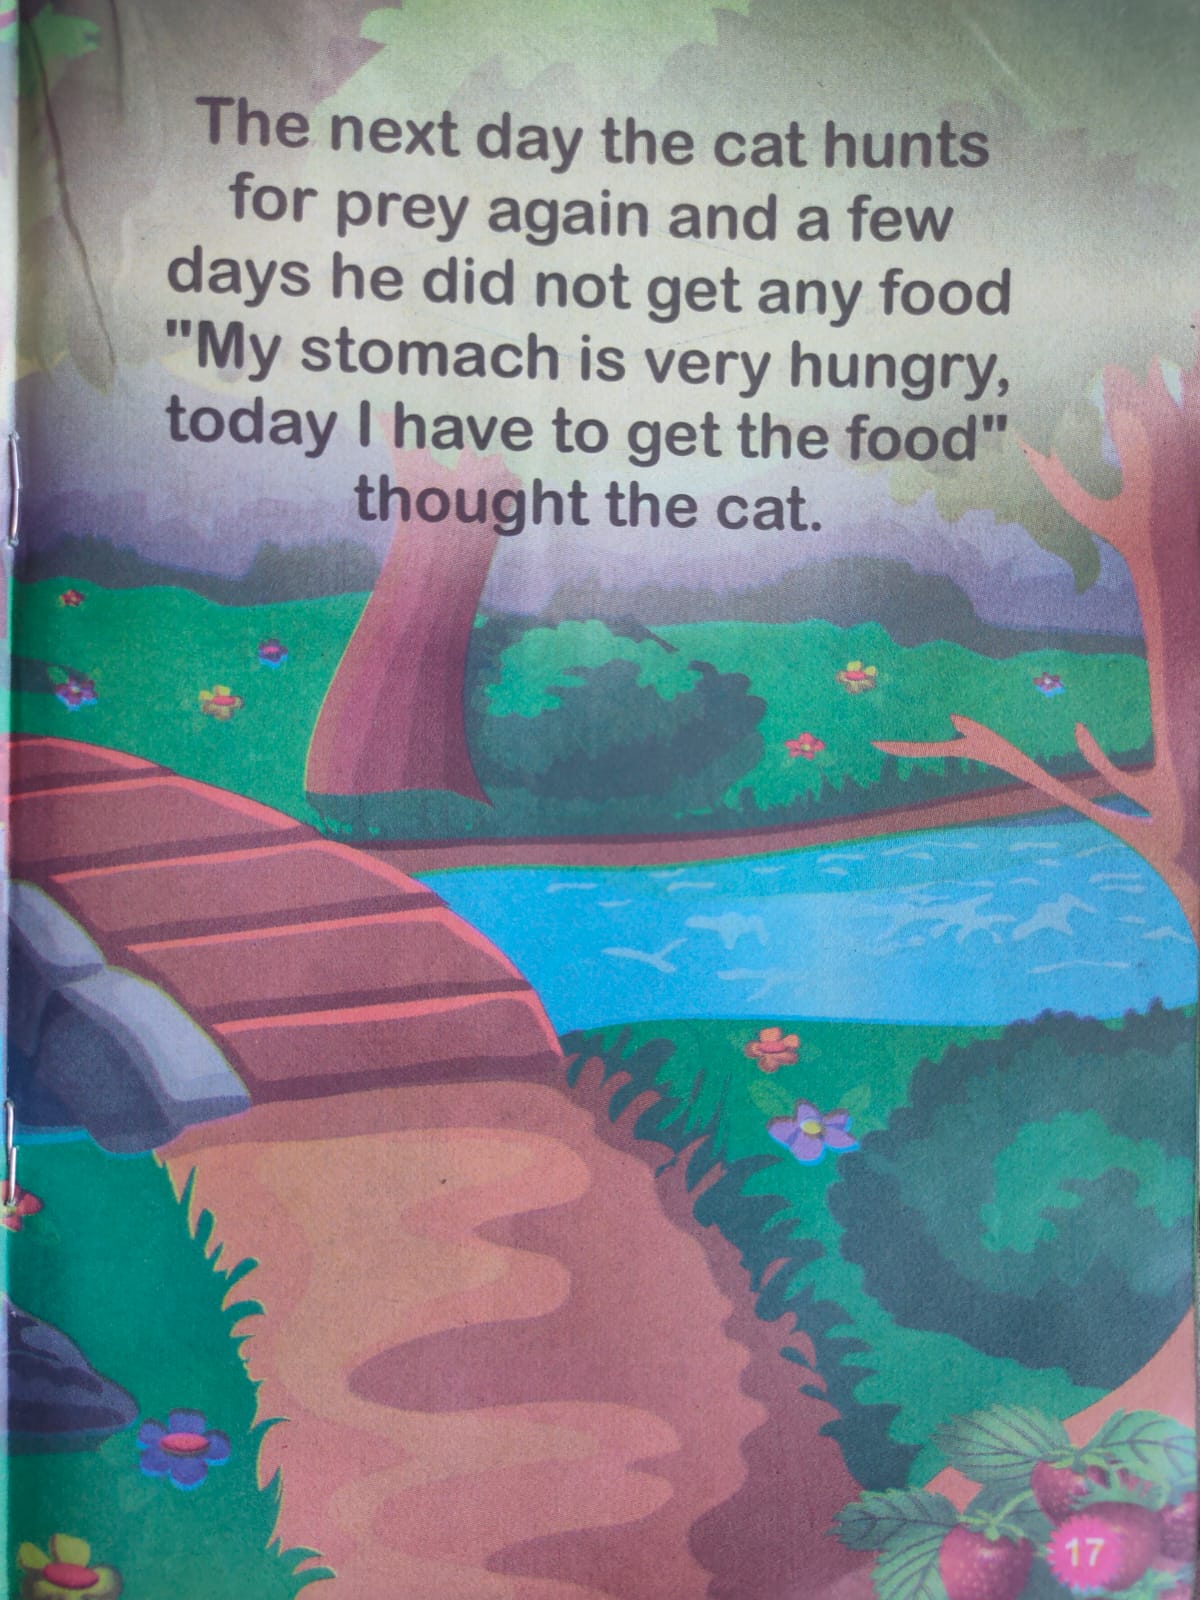 The next day the cat hunts
for prey again and a few
days he did not get any food
"My stomach is very hungry,
today I have to get the food"
thought the cat.
17